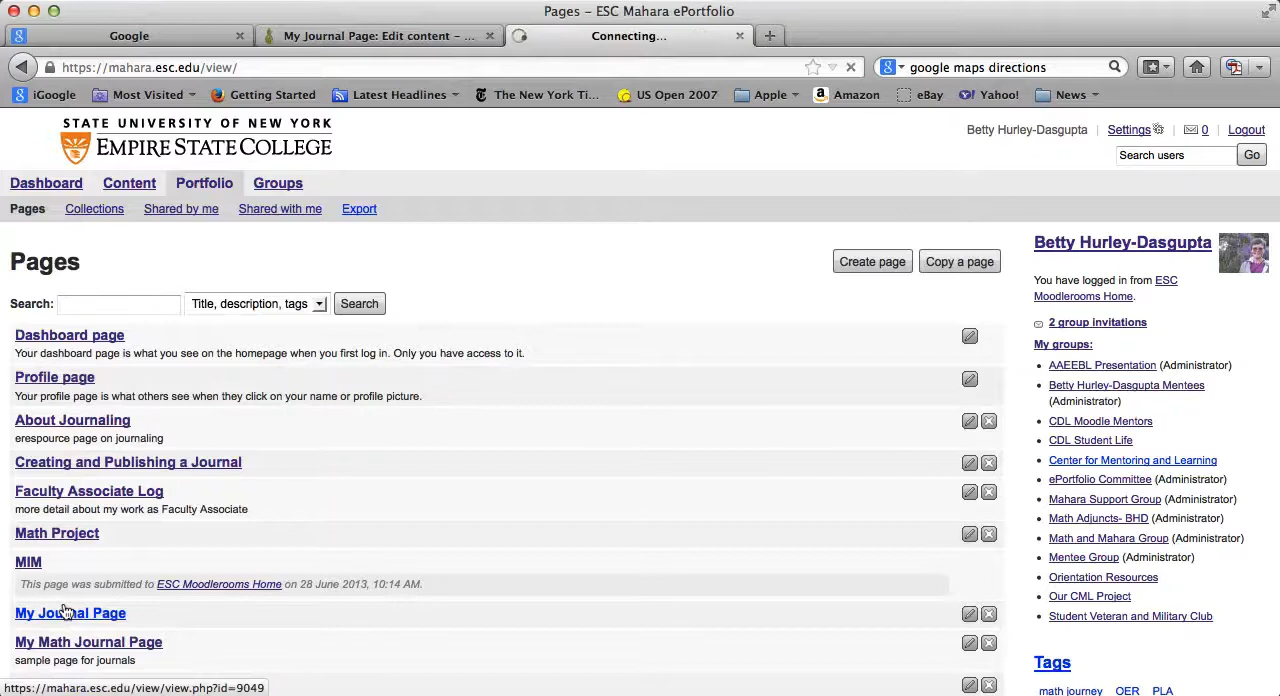 Pages – ESC Mahara ePortfolio
Google
My Journal Page: Edit content – ...
Connecting...
https://mahara.esc.edu/view/
google maps directions
iGoogle
Most Visited
Getting Started
Latest Headlines
The New York Ti...
US Open 2007
Apple
Amazon
eBay
Yahoo!
News
STATE UNIVERSITY OF NEW YORK
EMPIRE STATE COLLEGE
Betty Hurley-Dasgupta
Settings
0
Logout
Search users
Go
Dashboard
Content
Portfolio
Groups
Pages
Collections
Shared by me
Shared with me
Export
Pages
Create page
Copy a page
Search:
Title, description, tags
Search
Dashboard page
Your dashboard page is what you see on the homepage when you first log in. Only you have access to it.
Profile page
Your profile page is what others see when they click on your name or profile picture.
About Journaling
erespource page on journaling
Creating and Publishing a Journal
Faculty Associate Log
more detail about my work as Faculty Associate
Math Project
MIM
This page was submitted to ESC Moodlerooms Home on 28 June 2013, 10:14 AM.
My Journal Page
My Math Journal Page
sample page for journals
https://mahara.esc.edu/view/view.php?id=9049
Betty Hurley-Dasgupta
You have logged in from ESC
Moodlerooms Home.
2 group invitations
My groups:
AAEEBL Presentation (Administrator)
Betty Hurley-Dasgupta Mentees
(Administrator)
CDL Moodle Mentors
CDL Student Life
Center for Mentoring and Learning
ePortfolio Committee (Administrator)
Mahara Support Group (Administrator)
Math Adjuncts- BHD (Administrator)
Math and Mahara Group (Administrator)
Mentee Group (Administrator)
Orientation Resources
Our CML Project
Student Veteran and Military Club
Tags
math journey OER PLA